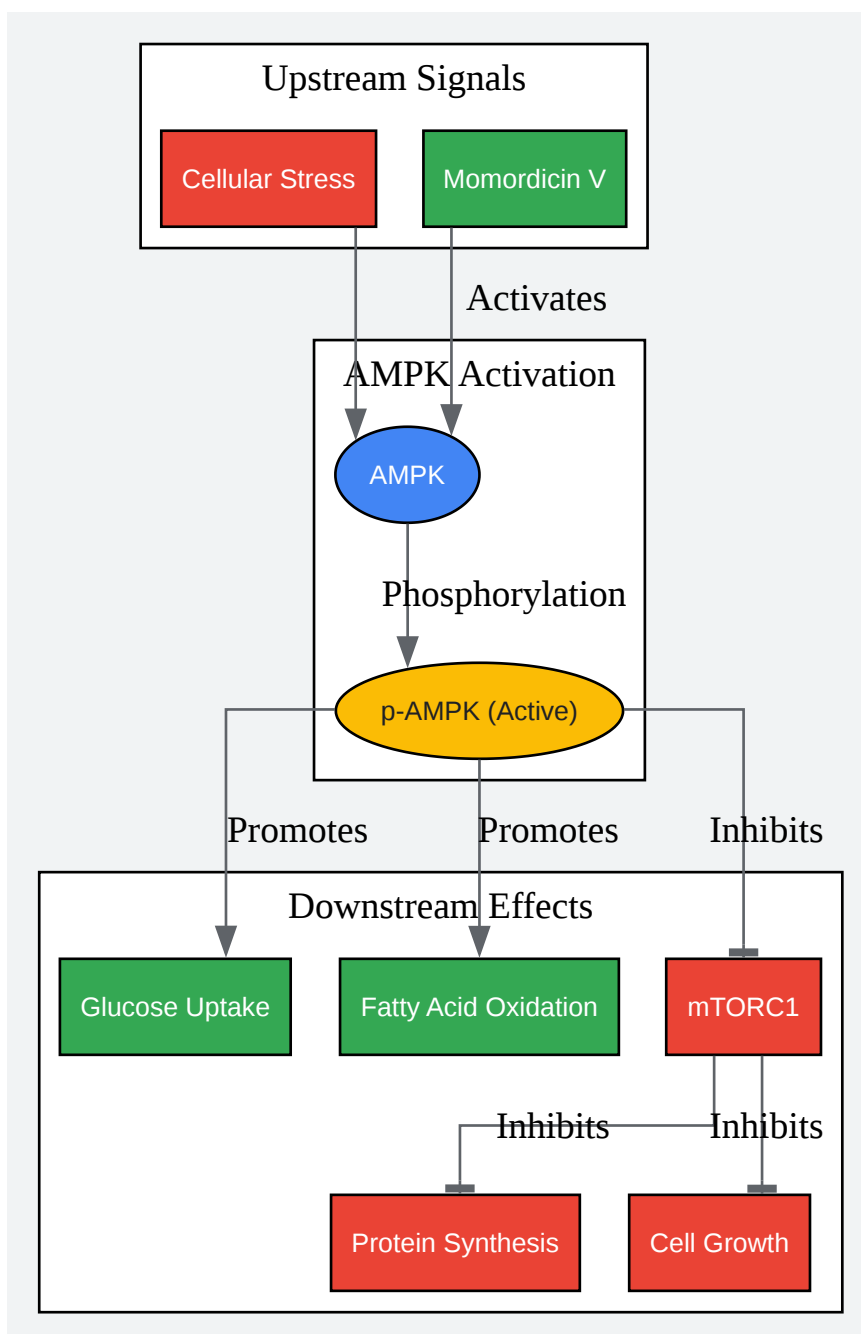 Upstream Signals
Cellular Stress
Momordicin V
Activates
AMPK Activation
AMPK
Phosphorylation
p-AMPK (Active)
Promotes
Promotes
Inhibits
Downstream Effects
Glucose Uptake
Fatty Acid Oxidation
mTORC1
Inhibits
Inhibits
Protein Synthesis
Cell Growth